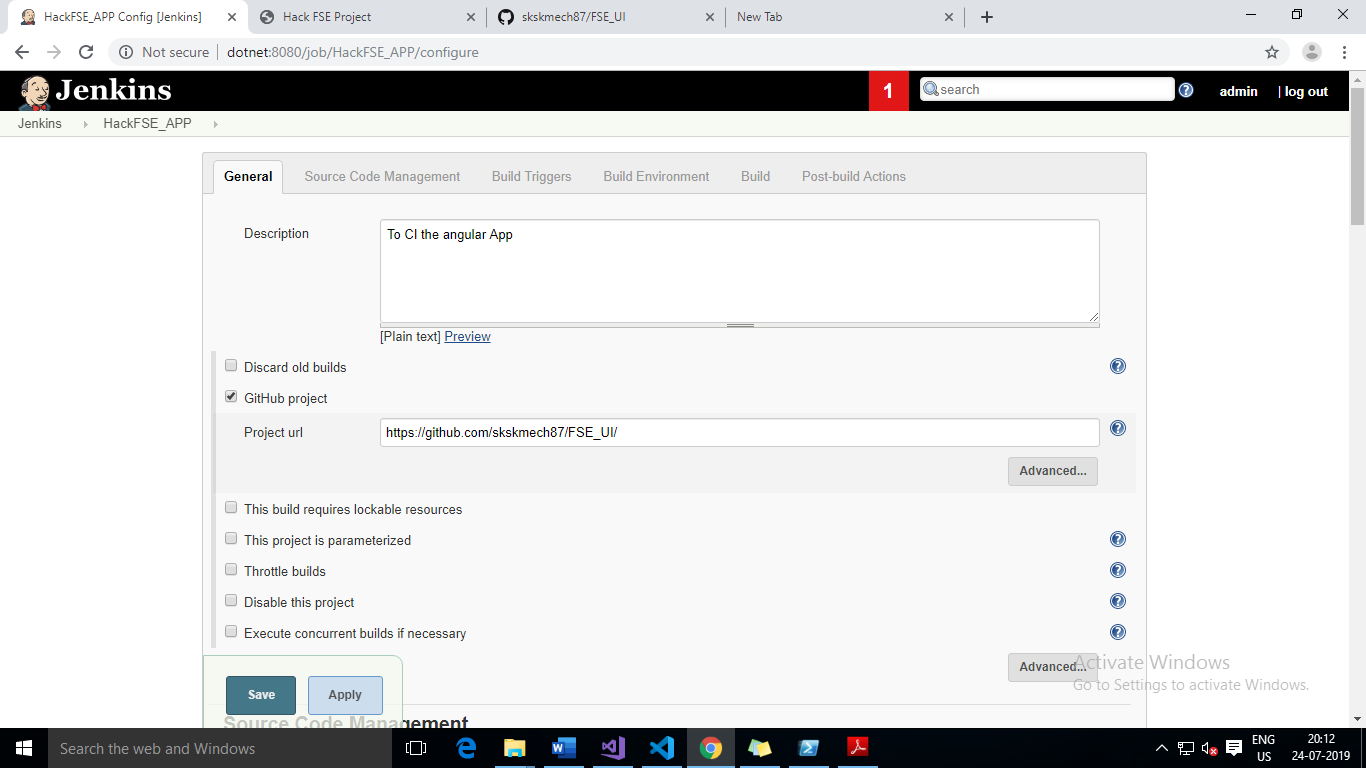 HackFSE_APP Config [Jenkins]
Hack FSE Project
skskmech87/FSE_UI
New Tab
Not secure
dotnet:8080/job/HackFSE_APP/configure
Jenkins
1
search
admin
| log out
Jenkins
HackFSE_APP
General
Source Code Management
Build Triggers
Build Environment
Build
Post-build Actions
Description
To CI the angular App
[Plain text] Preview
Discard old builds
GitHub project
Project url
https://github.com/skskmech87/FSE_UI/
Advanced...
This build requires lockable resources
This project is parameterized
Throttle builds
Disable this project
Execute concurrent builds if necessary
Advanced...
Activate Windows
Go to Settings to activate Windows.
Save
Apply
Source Code Management
Search the web and Windows
ENG
US
20:12
24-07-2019